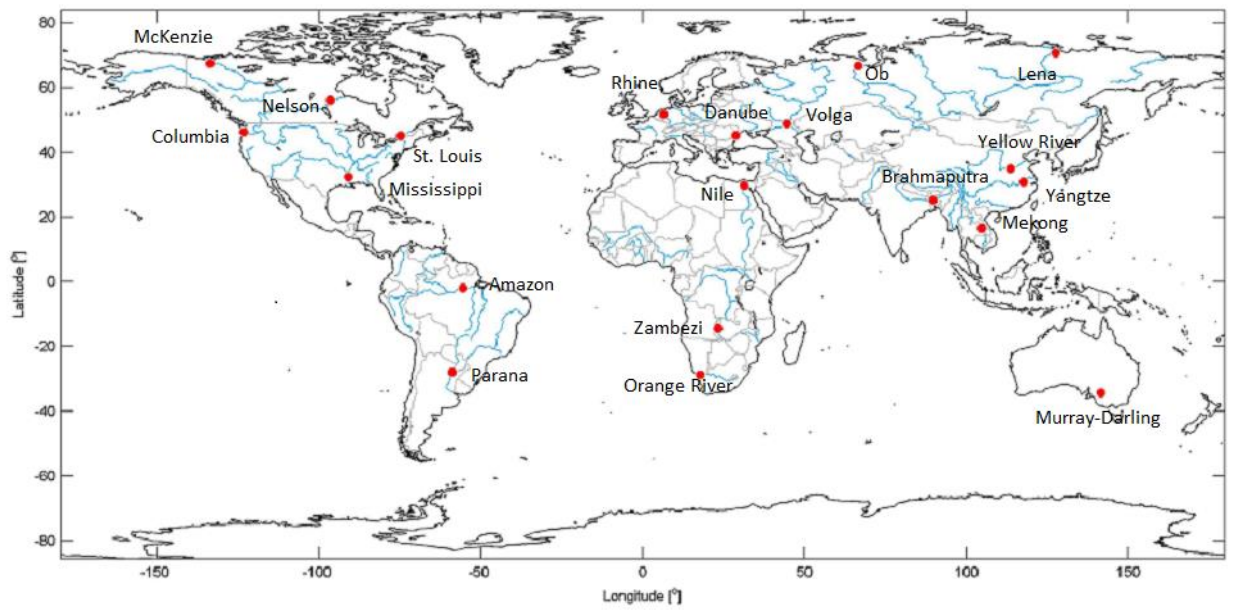 80
60
40
20
0
-20
-40
-60
-80
Latitude [°]
-150
-100
-50
0
50
100
150
Longitude [°]
McKenzie
Nelson
Columbia
St. Louis
Mississippi
Amazon
Parana
Rhine
Danube
Volga
Ob
Lena
Nile
Zambezi
Orange River
Yellow River
Brahmaputra
Yangtze
Mekong
Murray-Darling